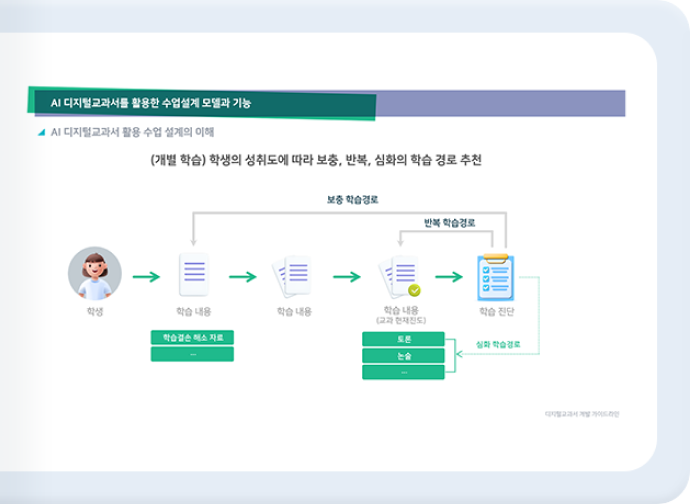 AI 디지털교과서를 활용한 수업설계 모델과 기능
AI 디지털교과서 활용 수업 설계의 이해
(개별 학습) 학생의 성취도에 따라 보충, 반복, 심화의 학습 경로 추천
보충 학습경로
반복 학습경로
학생
학습 내용
학습 내용
학습 내용
(교과 현재진도)
학습 진단
학습결손 해소 자료
...
토론
논술
...
심화 학습경로
디지털교과서 개발 가이드라인